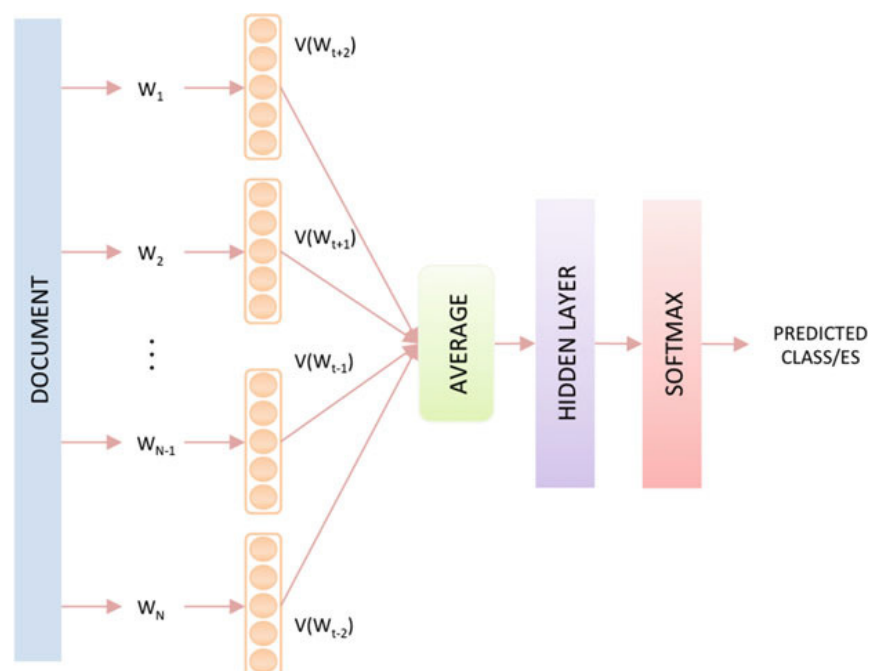 DOCUMENT
W1
V(Wt+2)
W2
V(Wt+1)
⋮
WN-1
V(Wt-1)
WN
V(Wt-2)
AVERAGE
HIDDEN LAYER
SOFTMAX
PREDICTED
CLASS/ES